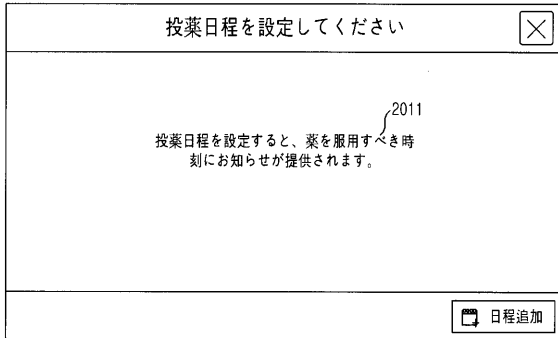 投薬日程を設定してください
2011
投薬日程を設定すると、薬を服用すべき時
刻にお知らせが提供されます。
日程追加